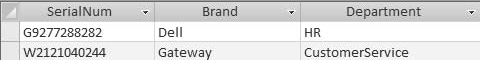 SerialNum Brand Department
G9277288282 Dell HR
W2121040244 Gateway CustomerService